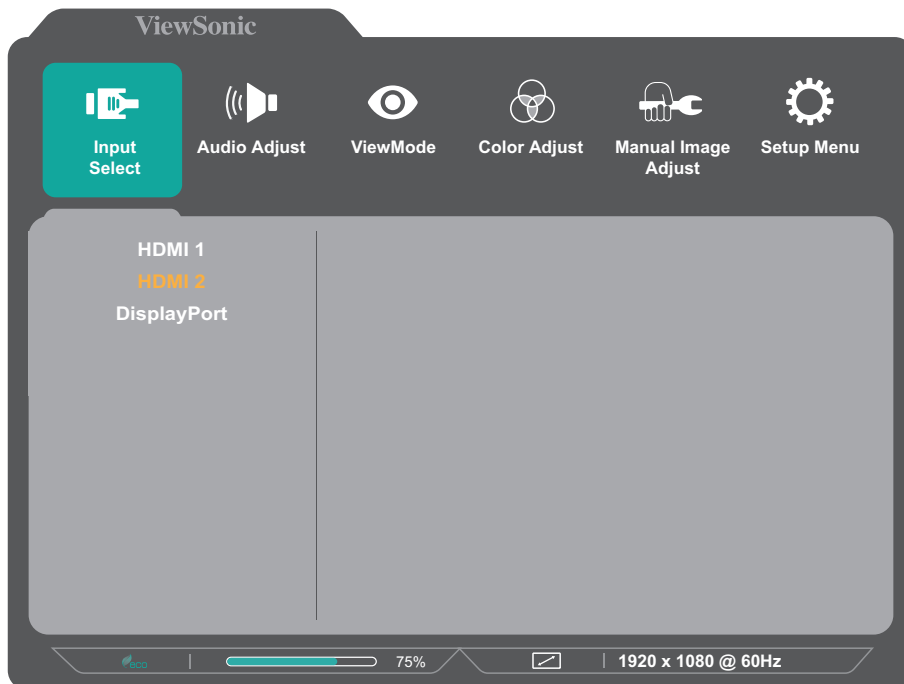 ViewSonic
Input Select
Audio Adjust
ViewMode
Color Adjust
Manual Image Adjust
Setup Menu
HDMI 1
HDMI 2
DisplayPort
ECO
75%
1920 x 1080 @ 60Hz